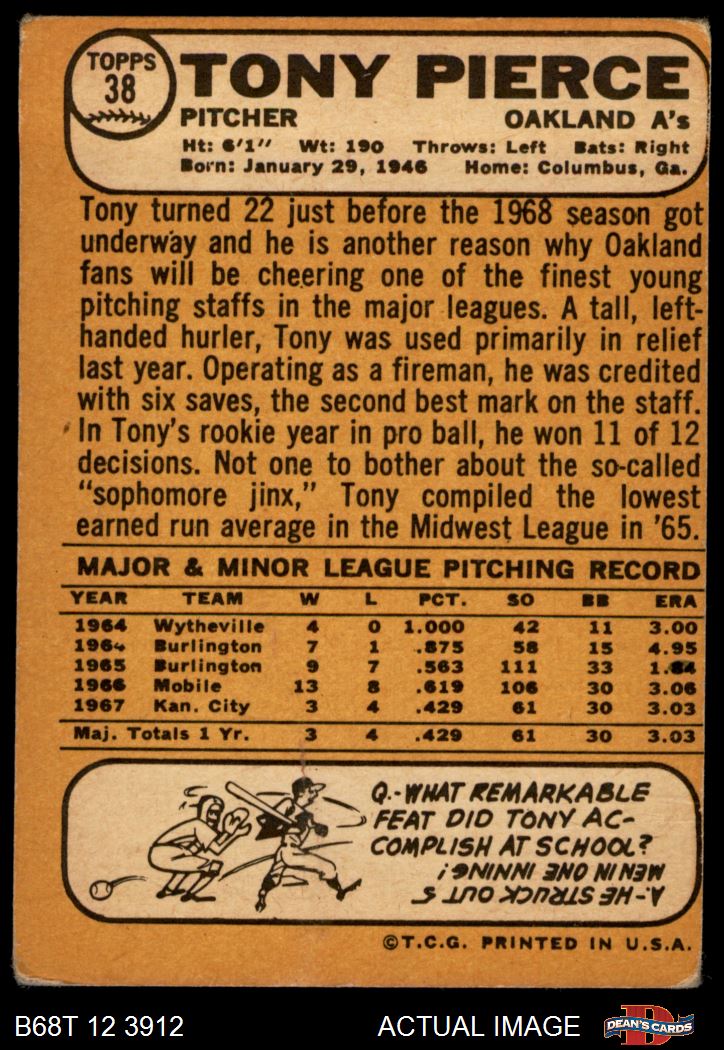 TOPPS
38
TONY PIERCE
PITCHER OAKLAND A's
Ht: 6'1" Wt: 190 Throws: Left Bats: Right
Born: January 29, 1946 Home: Columbus, Ga.
Tony turned 22 just before the 1968 season got
underway and he is another reason why Oakland
fans will be cheering one of the finest young
pitching staffs in the major leagues. A tall, left-
handed hurler, Tony was used primarily in relief
last year. Operating as a fireman, he was credited
with six saves, the second best mark on the staff.
In Tony's rookie year in pro ball, he won 11 of 12
decisions. Not one to bother about the so-called
"sophomore jinx," Tony compiled the lowest
earned run average in the Midwest League in '65.
MAJOR & MINOR LEAGUE PITCHING RECORD
YEAR TEAM W L PCT. SO BB ERA
1964 Wytheville 4 0 1.000 42 11 3.00
1964 Burlington 7 1 .875 58 15 4.95
1965 Burlington 9 7 .563 111 33 1.84
1966 Mobile 13 8 .619 106 30 3.06
1967 Kan. City 3 4 .429 61 30 3.03
Maj. Totals 1 Yr. 3 4 .429 61 30 3.03
Q.-WHAT REMARKABLE
FEAT DID TONY AC-
COMPLISH AT SCHOOL?
A.-HE STRUCK OUT 5
MEN IN ONE INNING!
©T.C.G. PRINTED IN U.S.A.
B68T 12 3912 ACTUAL IMAGE D DEAN'S CARDS